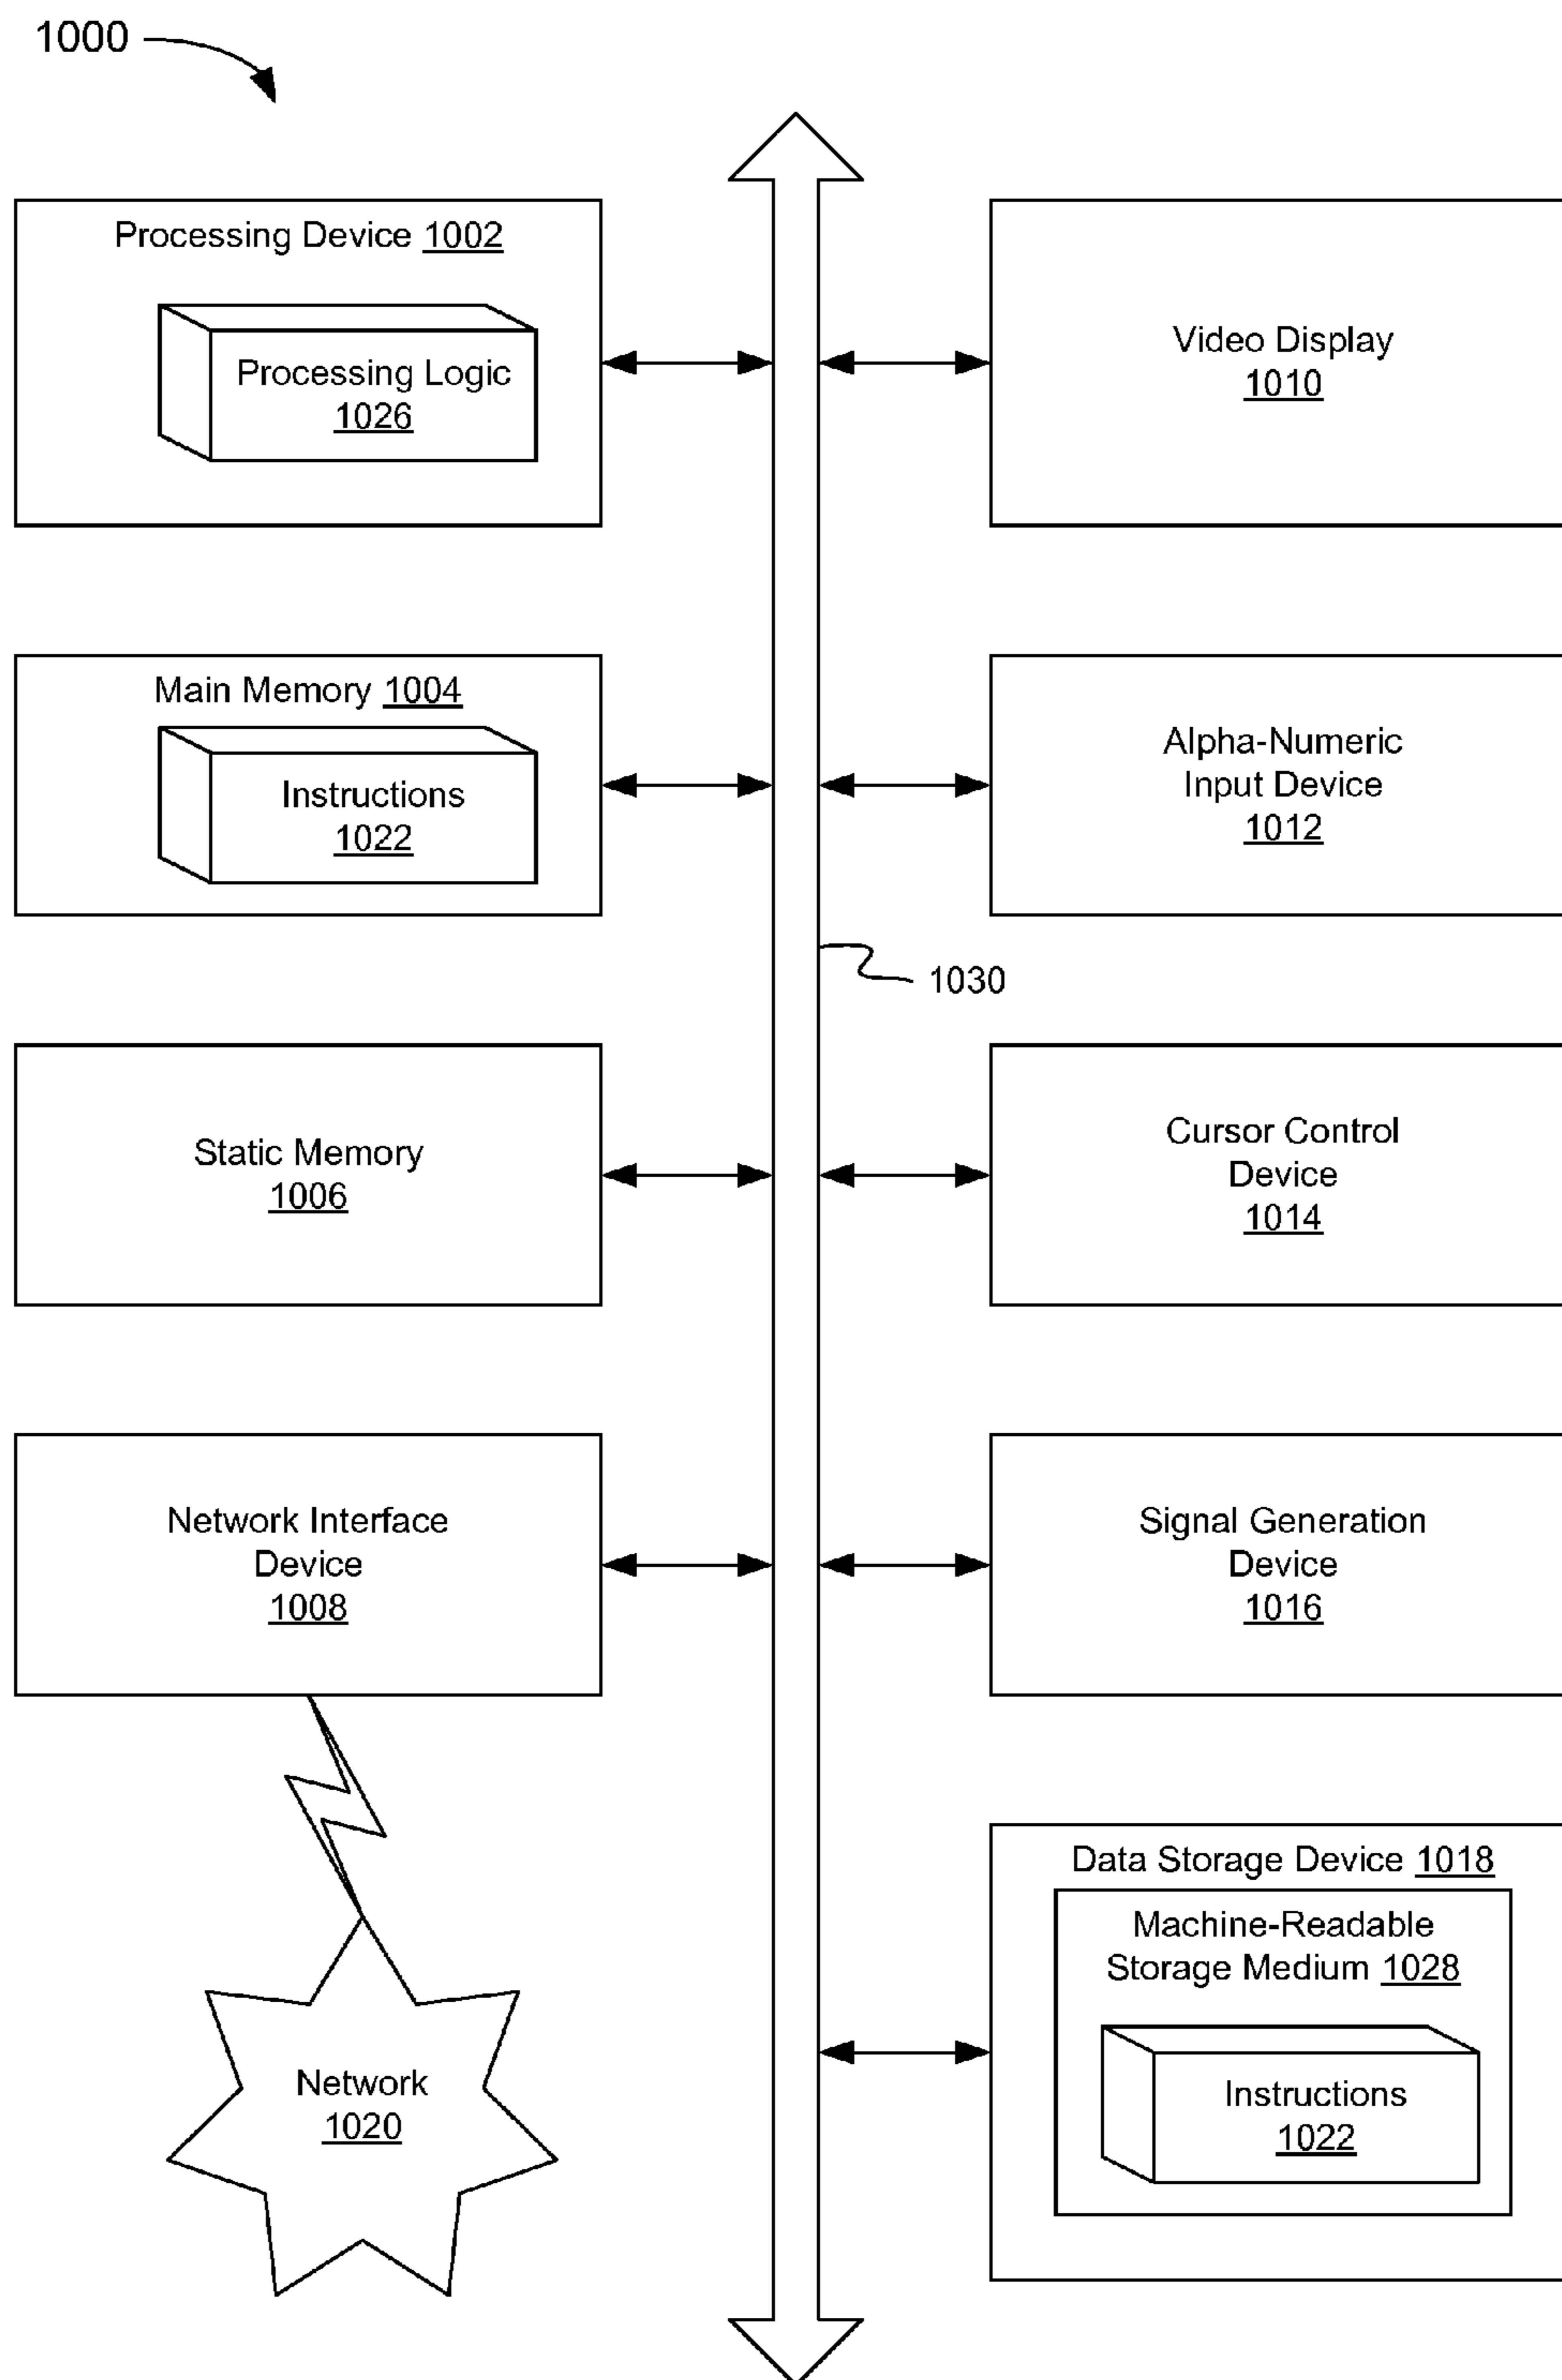 1000
Processing Device 1002
Processing Logic
1026
Video Display
1010
Main Memory 1004
Instructions
1022
Alpha-Numeric
Input Device
1012
1030
Static Memory
1006
Cursor Control
Device
1014
Network Interface
Device
1008
Signal Generation
Device
1016
Data Storage Device 1018
Machine-Readable
Storage Medium 1028
Instructions
1022
Network
1020